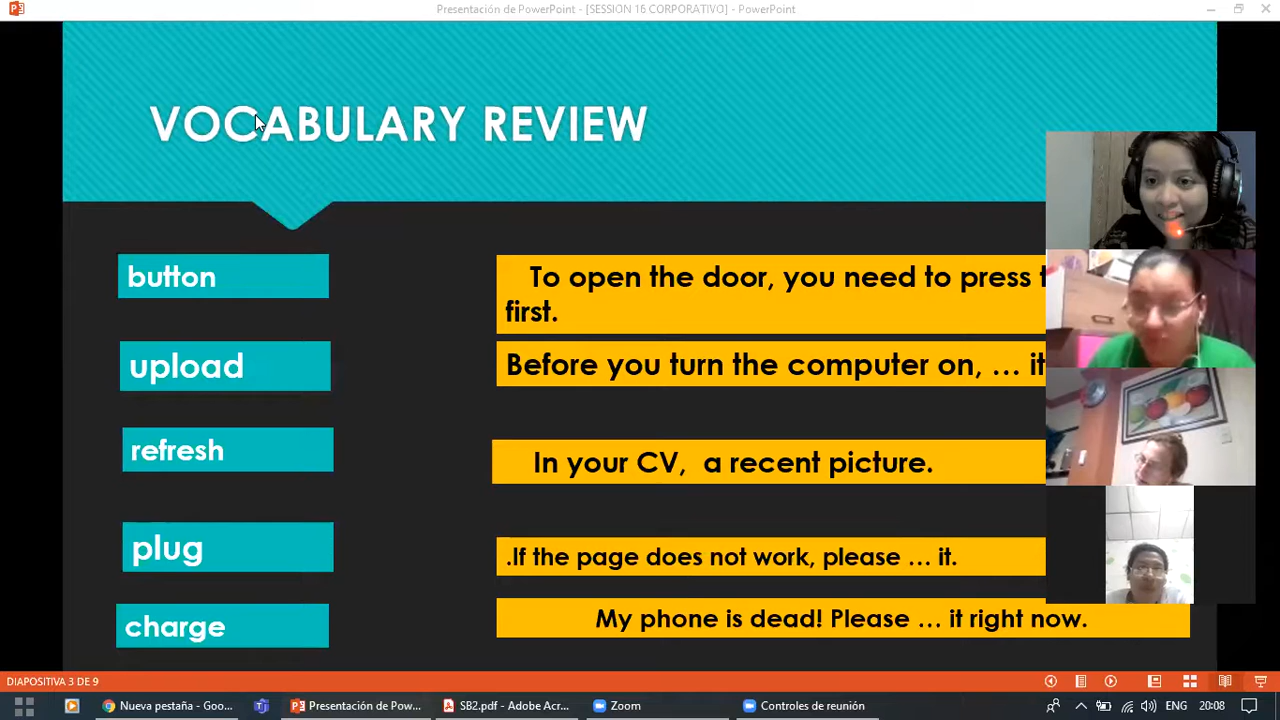 Presentación de PowerPoint - [SESSION 16 CORPORATIVO] - PowerPoint
VOCABULARY REVIEW
button
To open the door, you need to press
first.
upload
Before you turn the computer on, … it
refresh
In your CV, a recent picture.
plug
.If the page does not work, please … it.
charge
My phone is dead! Please … it right now.
DIAPOSITIVA 3 DE 9
Nueva pestaña - Goo...
Presentación de Pow...
SB2.pdf - Adobe Acr...
Zoom
Controles de reunión
ENG
20:08